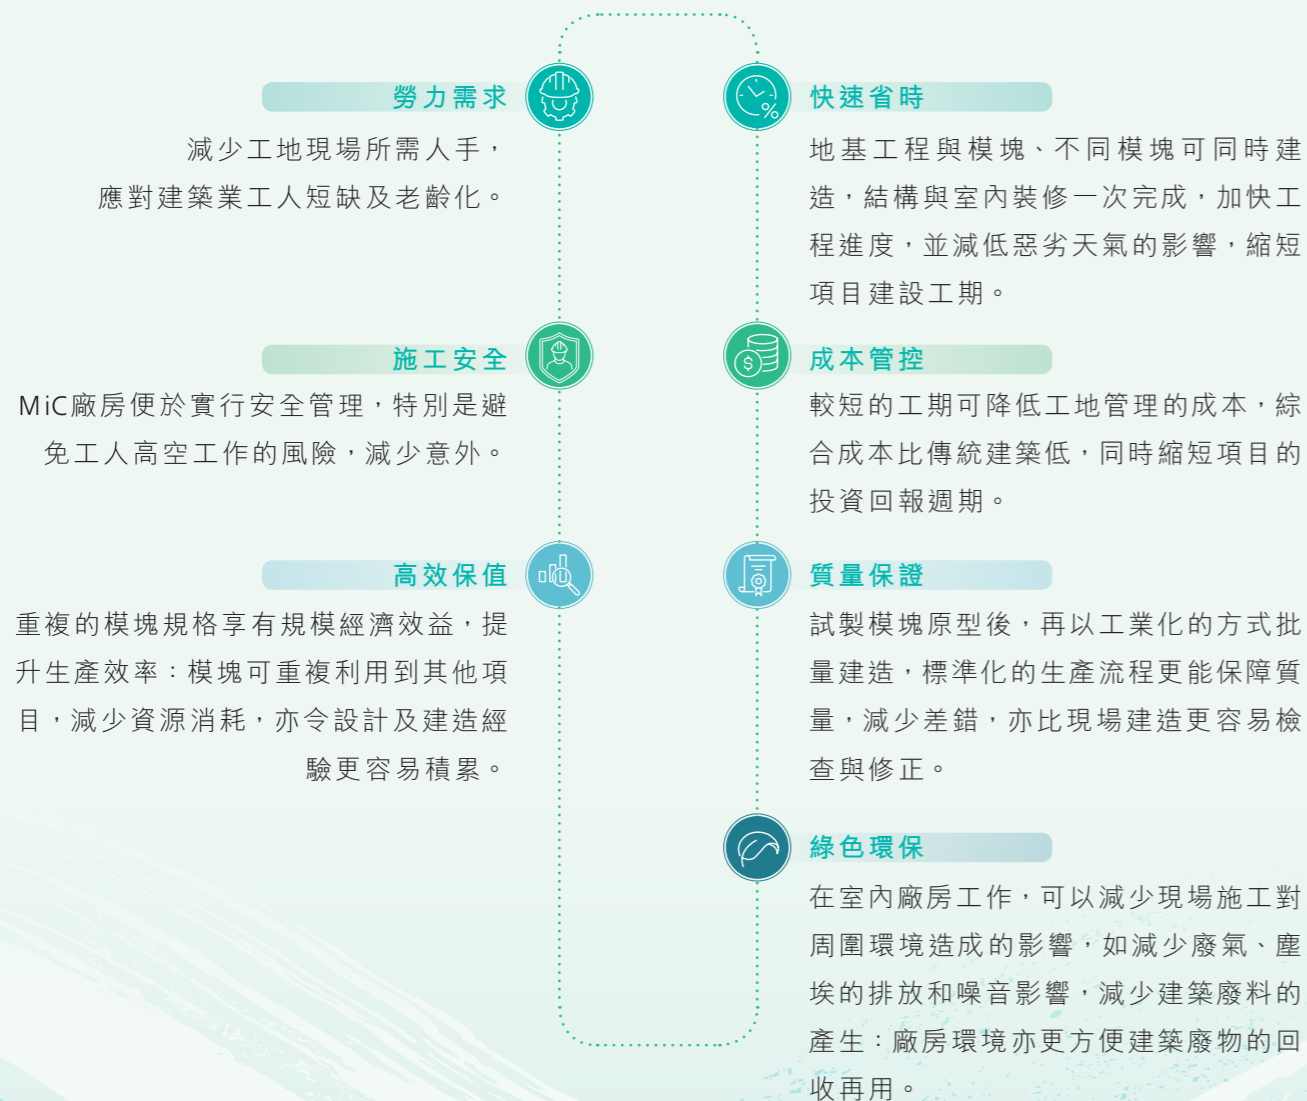 勞力需求
減少工地現場所需人手，
應對建築業工人短缺及老齡化。
施工安全
MiC廠房便於實行安全管理，特別是避
免工人高空工作的風險，減少意外。
高效保值
重複的模塊規格享有規模經濟效益，提
升生產效率：模塊可重複利用到其他項
目，減少資源消耗，亦令設計及建造經
驗更容易積累。
快速省時
地基工程與模塊、不同模塊可同時建
造，結構與室內裝修一次完成，加快工
程進度，並減低惡劣天氣的影響，縮短
項目建設工期。
成本管控
較短的工期可降低工地管理的成本，綜
合成本比傳統建築低，同時縮短項目的
投資回報週期。
質量保證
試製模塊原型後，再以工業化的方式批
量建造，標準化的生產流程更能保障質
量，減少差錯，亦比現場建造更容易檢
查與修正。
綠色環保
在室內廠房工作，可以減少現場施工對
周圍環境造成的影響，如減少廢氣、塵
埃的排放和噪音影響，減少建築廢料的
產生：廠房環境亦更方便建築廢物的回
收再用。